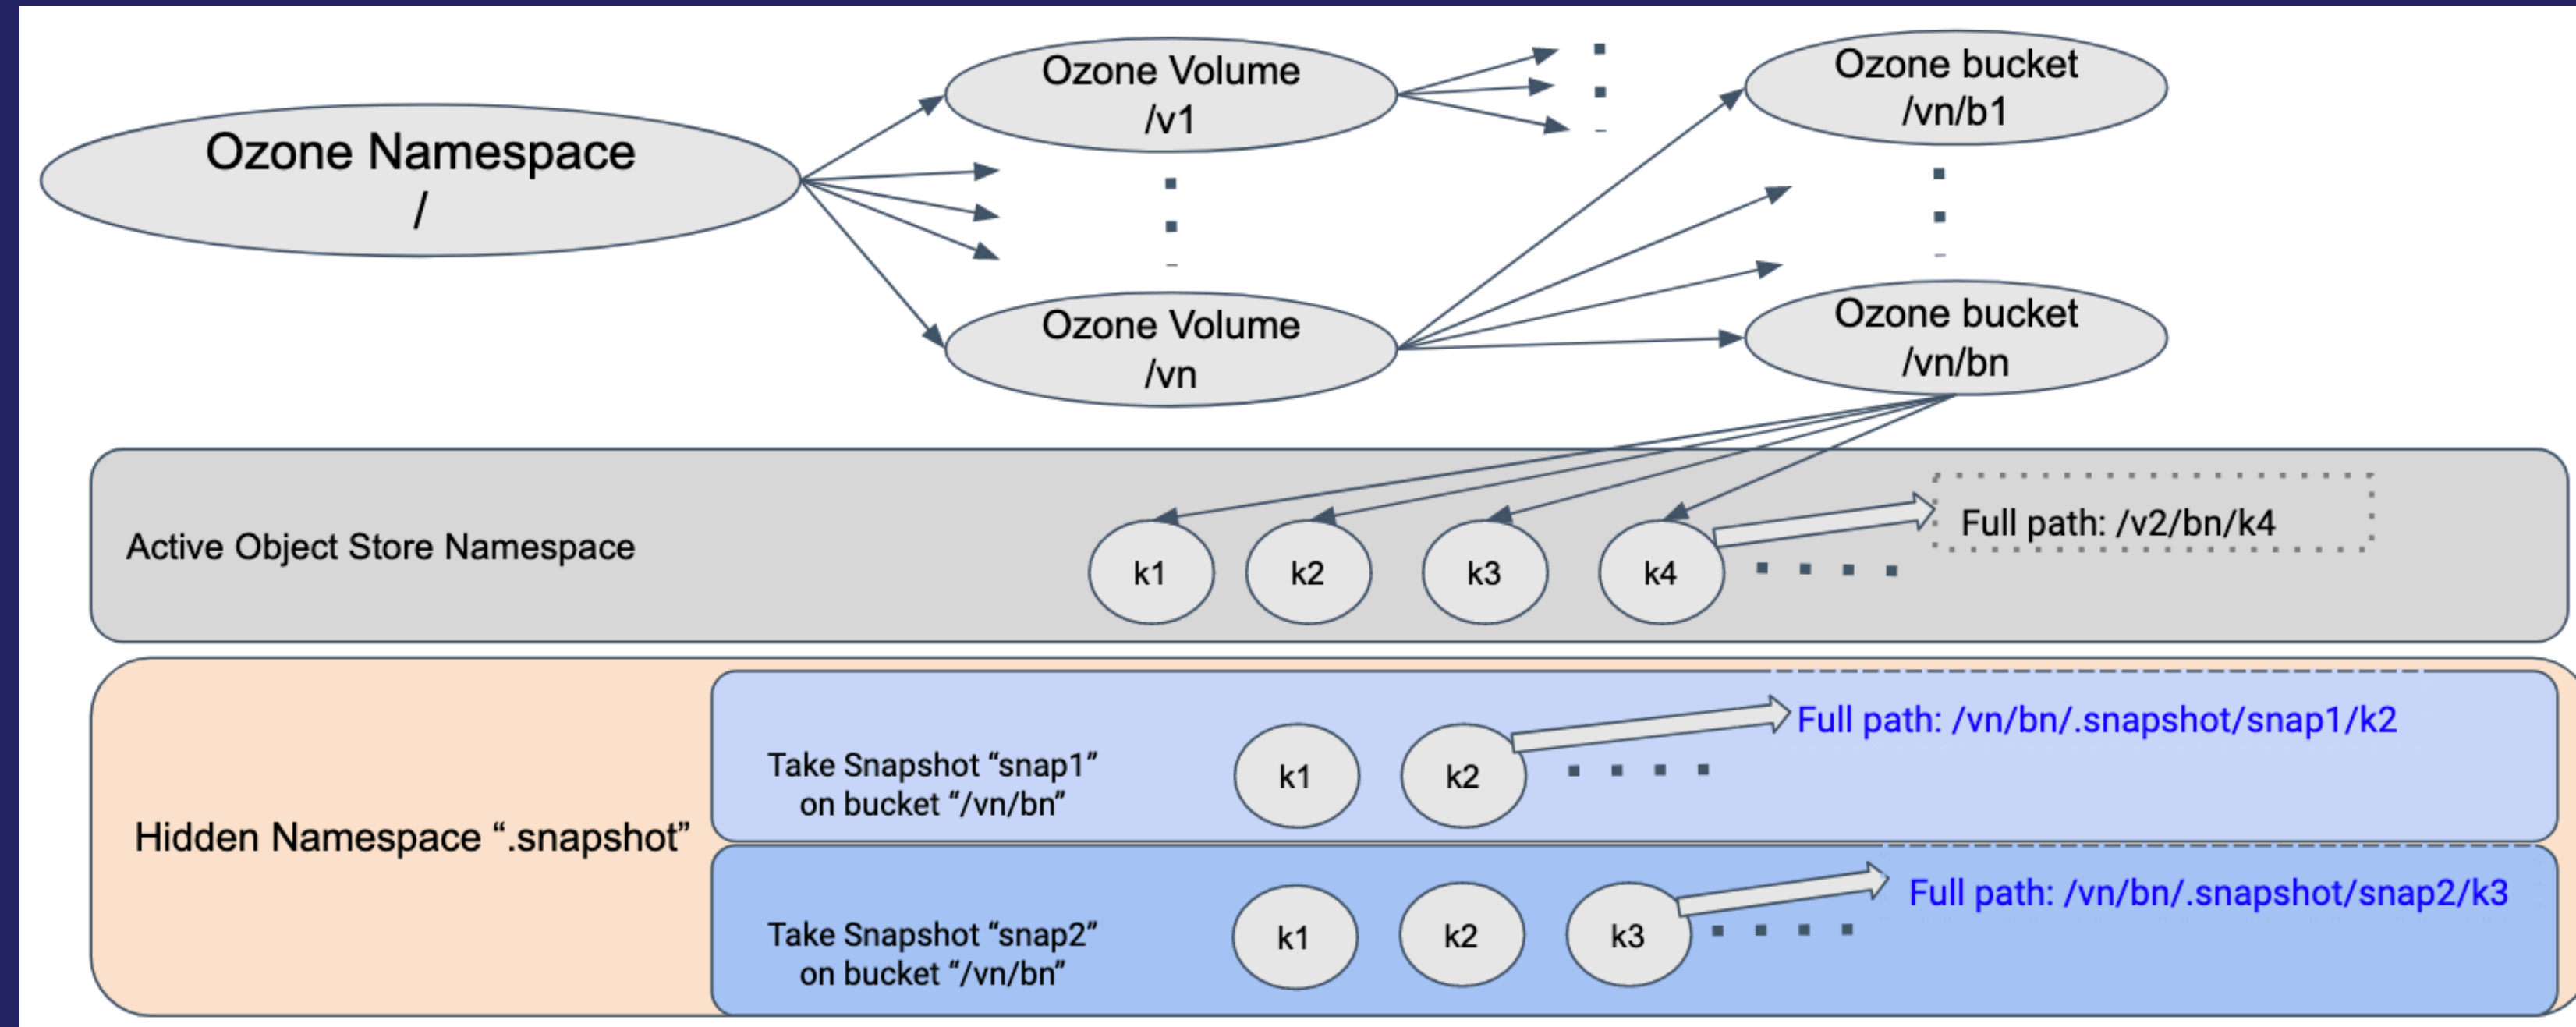 Ozone Namespace
/
Ozone Volume
/v1
Ozone bucket
/vn/b1
Ozone Volume
/vn
Ozone bucket
/vn/bn
Active Object Store Namespace
k1
k2
k3
k4
Full path: /v2/bn/k4
Hidden Namespace “.snapshot”
Take Snapshot “snap1”
on bucket “/vn/bn”
k1
k2
Full path: /vn/bn/.snapshot/snap1/k2
Take Snapshot “snap2”
on bucket “/vn/bn”
k1
k2
k3
Full path: /vn/bn/.snapshot/snap2/k3